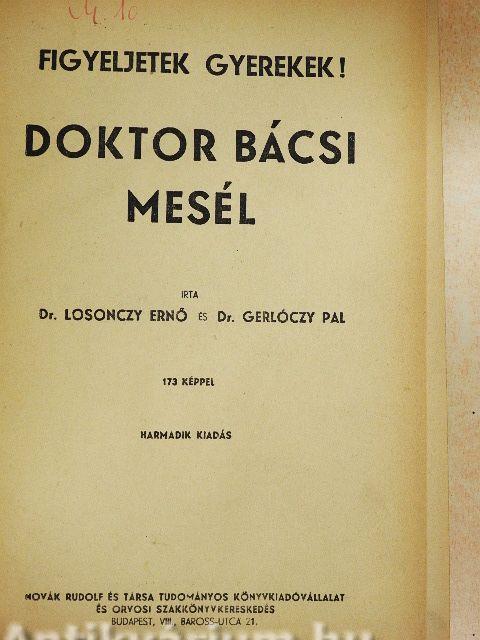 FIGYELJETEK GYEREKEK!
DOKTOR BÁCSI
MESÉL
IRTA
Dr. LOSONCZY ERNŐ ÉS Dr. GERLÓCZY PAL
173 KÉPPEL
HARMADIK KIADÁS
NOVÁK RUDOLF ÉS TÁRSA TUDOMÁNYOS KÖNYVKIADÓVÁLLALAT
ÉS ORVOSI SZAKKÖNYVKERESKEDÉS
BUDAPEST, VIII., BAROSS-UTCA 21.